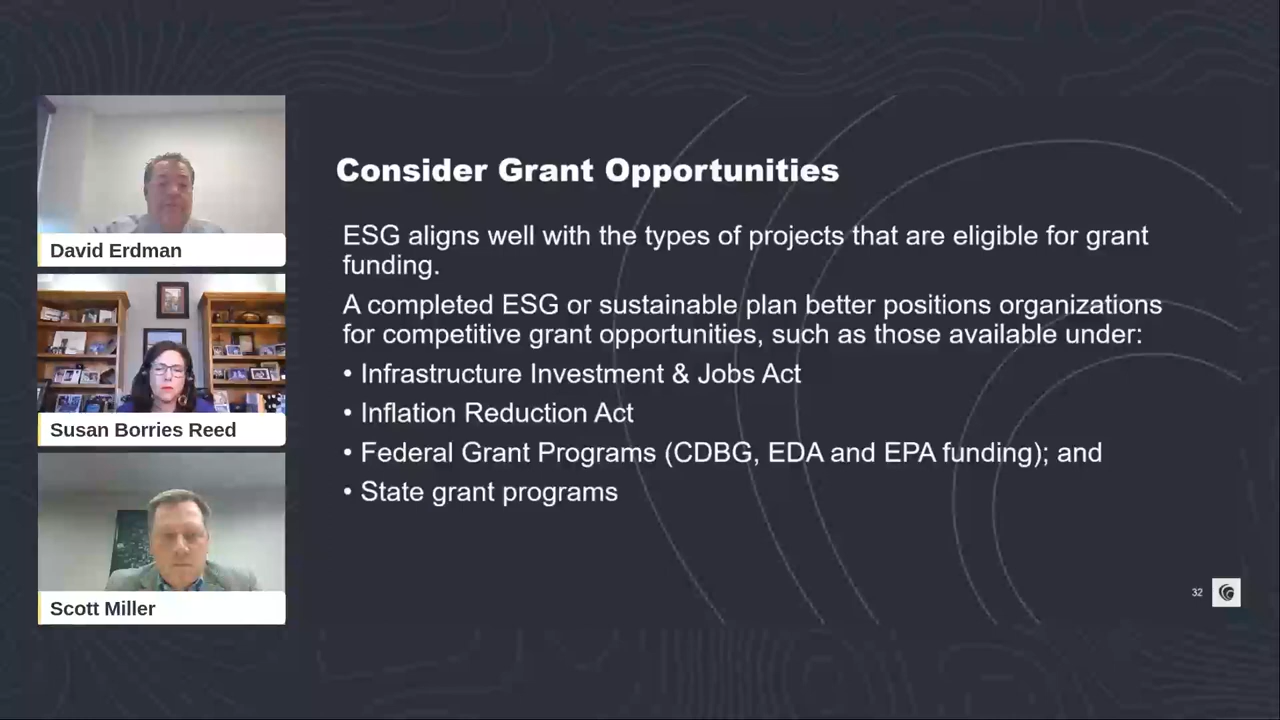 David Erdman
Susan Borries Reed
Scott Miller
Consider Grant Opportunities
ESG aligns well with the types of projects that are eligible for grant
funding.
A completed ESG or sustainable plan better positions organizations
for competitive grant opportunities, such as those available under:
• Infrastructure Investment & Jobs Act
• Inflation Reduction Act
• Federal Grant Programs (CDBG, EDA and EPA funding); and
• State grant programs
32